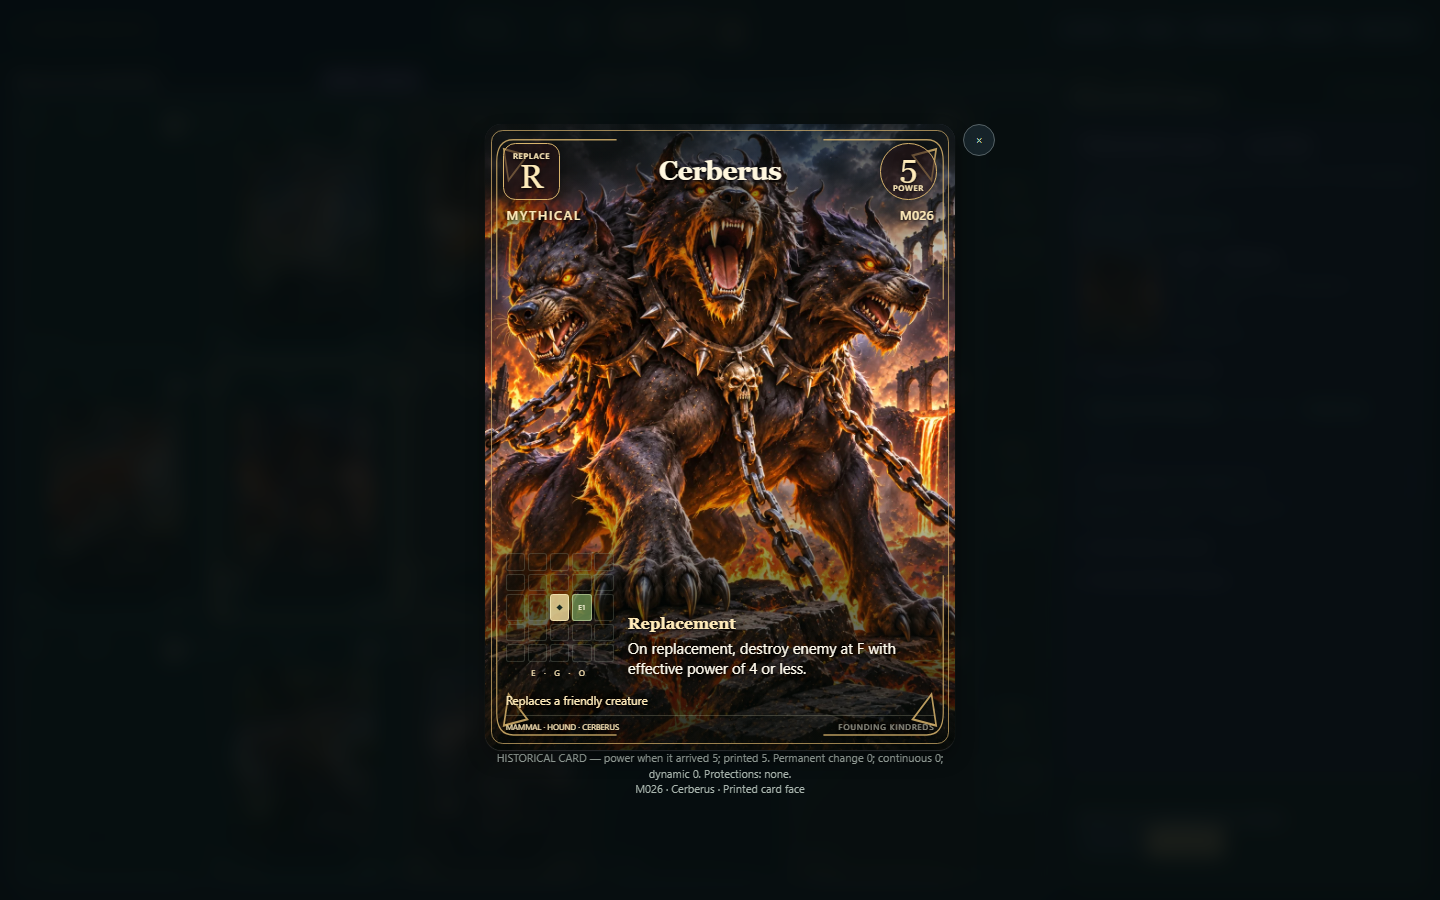 REPLACE
R
Cerberus
5
POWER
MYTHICAL
M026
E1
E · G · O
Replacement
On replacement, destroy enemy at F with
effective power of 4 or less.
Replaces a friendly creature
MAMMAL · HOUND · CERBERUS
FOUNDING KINDREDS
HISTORICAL CARD — power when it arrived 5; printed 5. Permanent change 0; continuous 0;
dynamic 0. Protections: none.
M026 · Cerberus · Printed card face
×